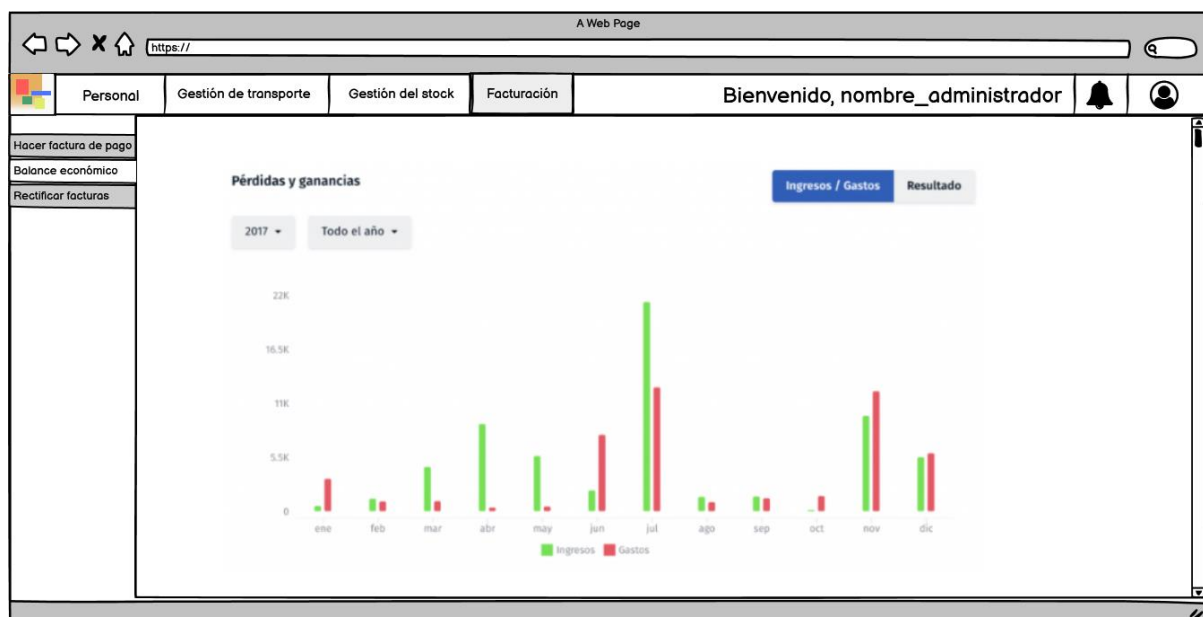 A Web Page
https://
Personal
Gestión de transporte
Gestión del stock
Facturación
Bienvenido, nombre_administrador
Hacer factura de pago
Balance económico
Rectificar facturas
Pérdidas y ganancias
Ingresos / Gastos
Resultado
2017
Todo el año
22K
16.5K
11K
5.5K
0
ene feb mar abr may jun jul ago sep oct nov dic
Ingresos Gastos